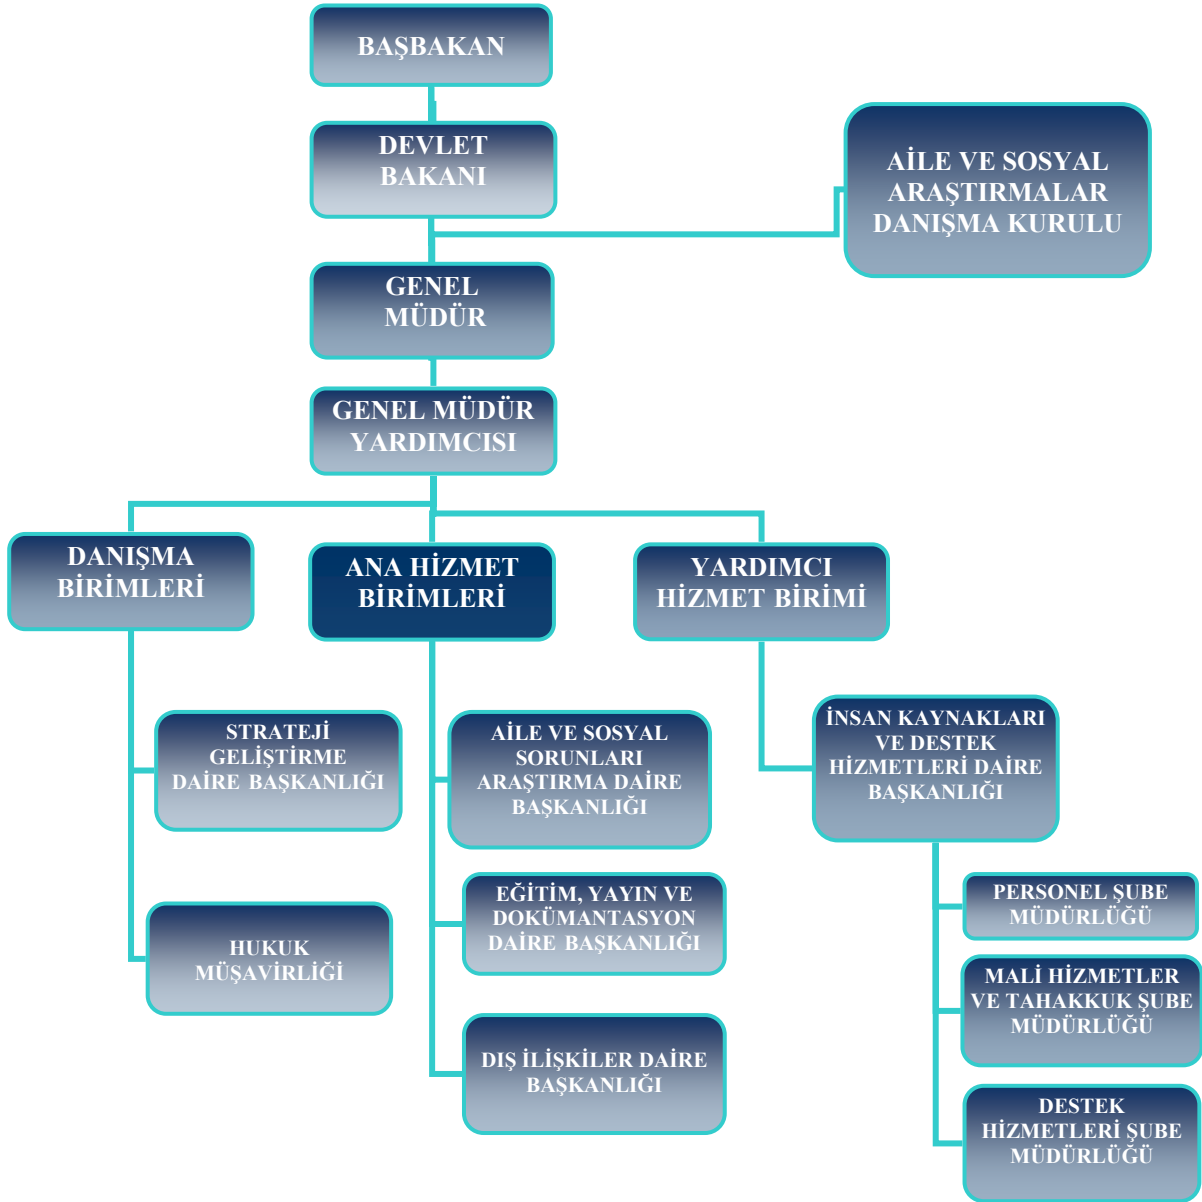 BAŞBAKAN
DEVLET
BAKANI
AİLE VE SOSYAL
ARAŞTIRMALAR
DANIŞMA KURULU
GENEL
MÜDÜR
GENEL MÜDÜR
YARDIMCISI
DANIŞMA
BİRİMLERİ
ANA HİZMET
BİRİMLERİ
YARDIMCI
HİZMET BİRİMİ
STRATEJİ
GELİŞTİRME
DAİRE BAŞKANLIĞI
HUKUK
MÜŞAVİRLİĞİ
AİLE VE SOSYAL
SORUNLARI
ARAŞTIRMA DAİRE
BAŞKANLIĞI
EĞİTİM, YAYIN VE
DOKÜMANTASYON
DAİRE BAŞKANLIĞI
DIŞ İLİŞKİLER DAİRE
BAŞKANLIĞI
İNSAN KAYNAKLARI
VE DESTEK
HİZMETLERİ DAİRE
BAŞKANLIĞI
PERSONEL ŞUBE
MÜDÜRLÜĞÜ
MALİ HİZMETLER
VE TAHAKKUK ŞUBE
MÜDÜRLÜĞÜ
DESTEK
HİZMETLERİ ŞUBE
MÜDÜRLÜĞÜ